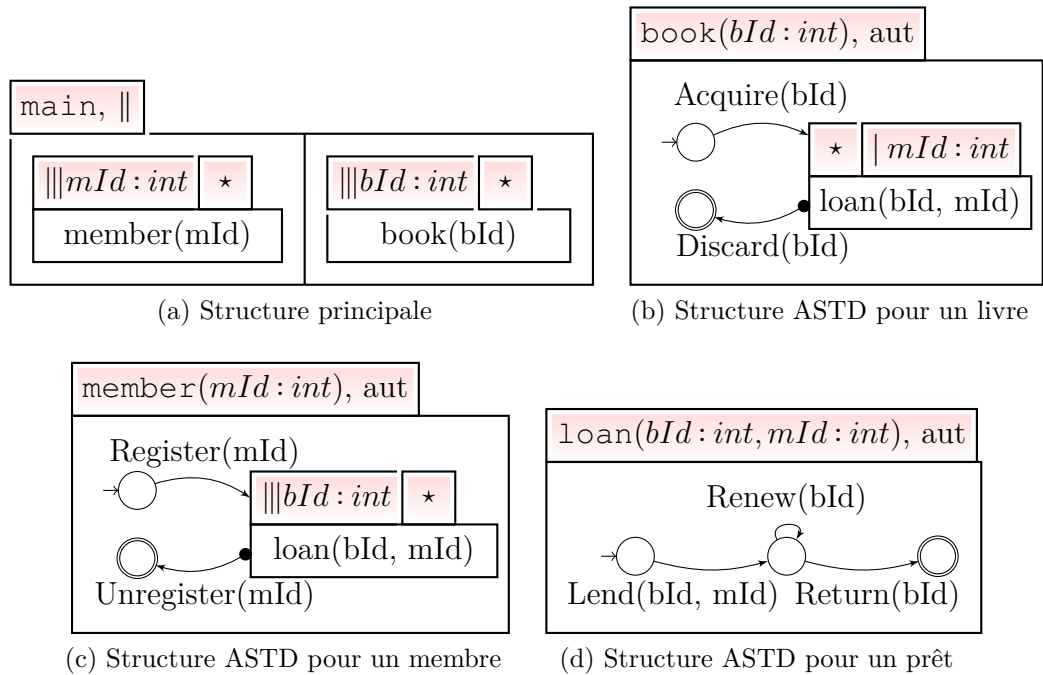 main, ∥
|||mId : int
⋆
member(mId)
|||bId : int
⋆
book(bId)
(a) Structure principale
book(bId : int), aut
Acquire(bId)
⋆
| mId : int
loan(bId, mId)
Discard(bId)
(b) Structure ASTD pour un livre
member(mId : int), aut
Register(mId)
|||bId : int
⋆
loan(bId, mId)
Unregister(mId)
(c) Structure ASTD pour un membre
loan(bId : int, mId : int), aut
Renew(bId)
Lend(bId, mId)
Return(bId)
(d) Structure ASTD pour un prêt